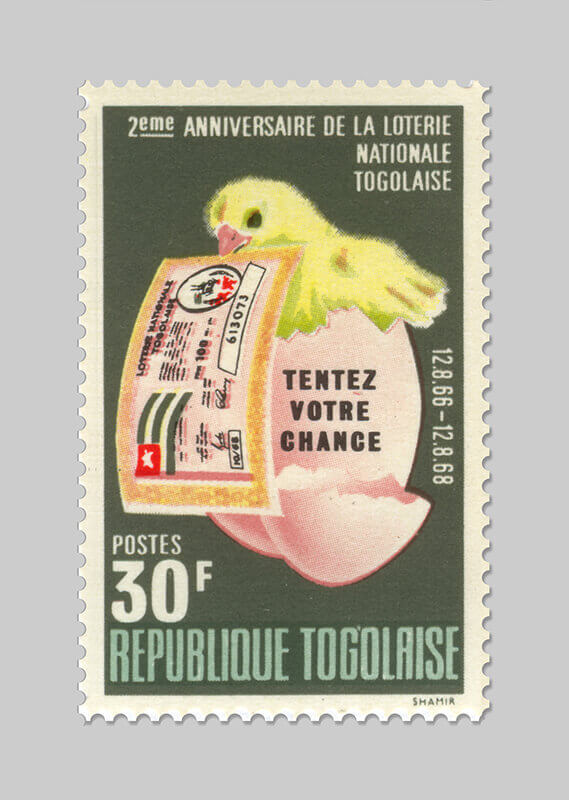 2eme ANNIVERSAIRE DE LA LOTERIE
NATIONALE
TOGOLAISE
LOTERIE NATIONALE
TOGOLAISE
100
613073
TENTEZ
VOTRE
CHANCE
12.8.66-12.8.68
POSTES
30F
REPUBLIQUE TOGOLAISE
SHAMIR